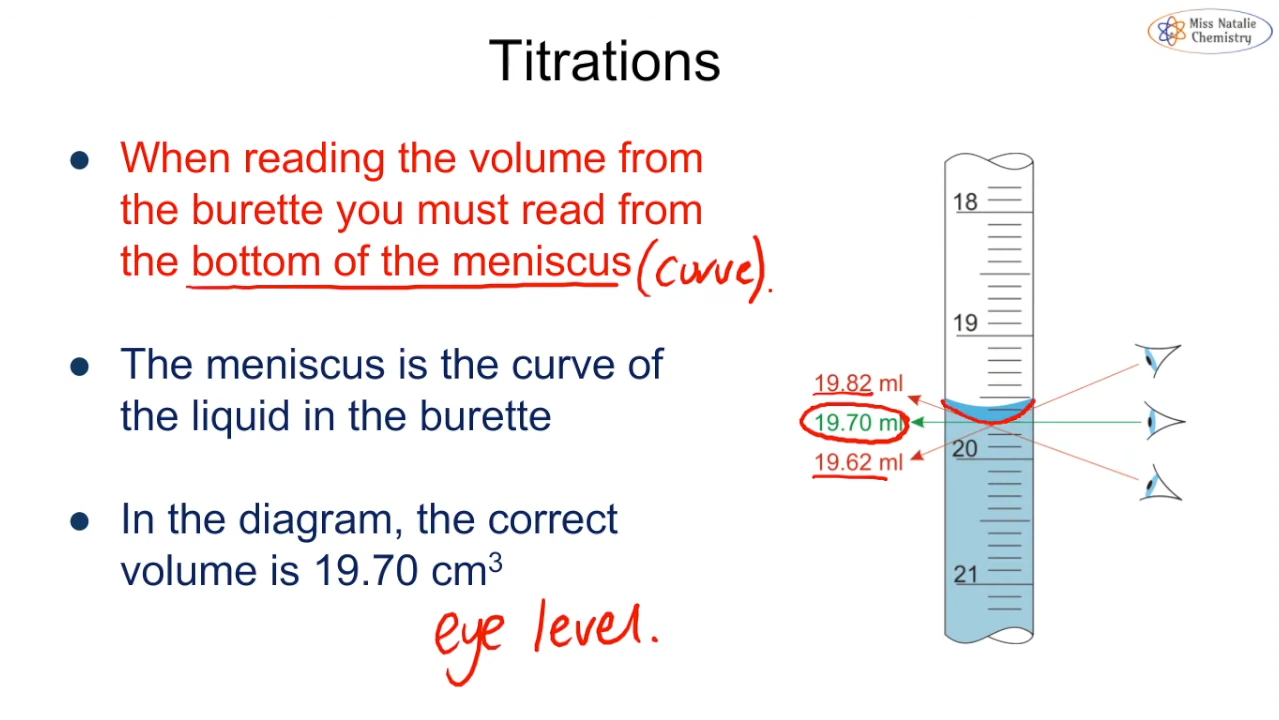 Miss Natalie
Chemistry
Titrations
● When reading the volume from
the burette you must read from
the bottom of the meniscus (curve).
● The meniscus is the curve of
the liquid in the burette
● In the diagram, the correct
volume is 19.70 cm³
eye level.
18
19
19.82 ml
19.70 ml
19.62 ml
20
21